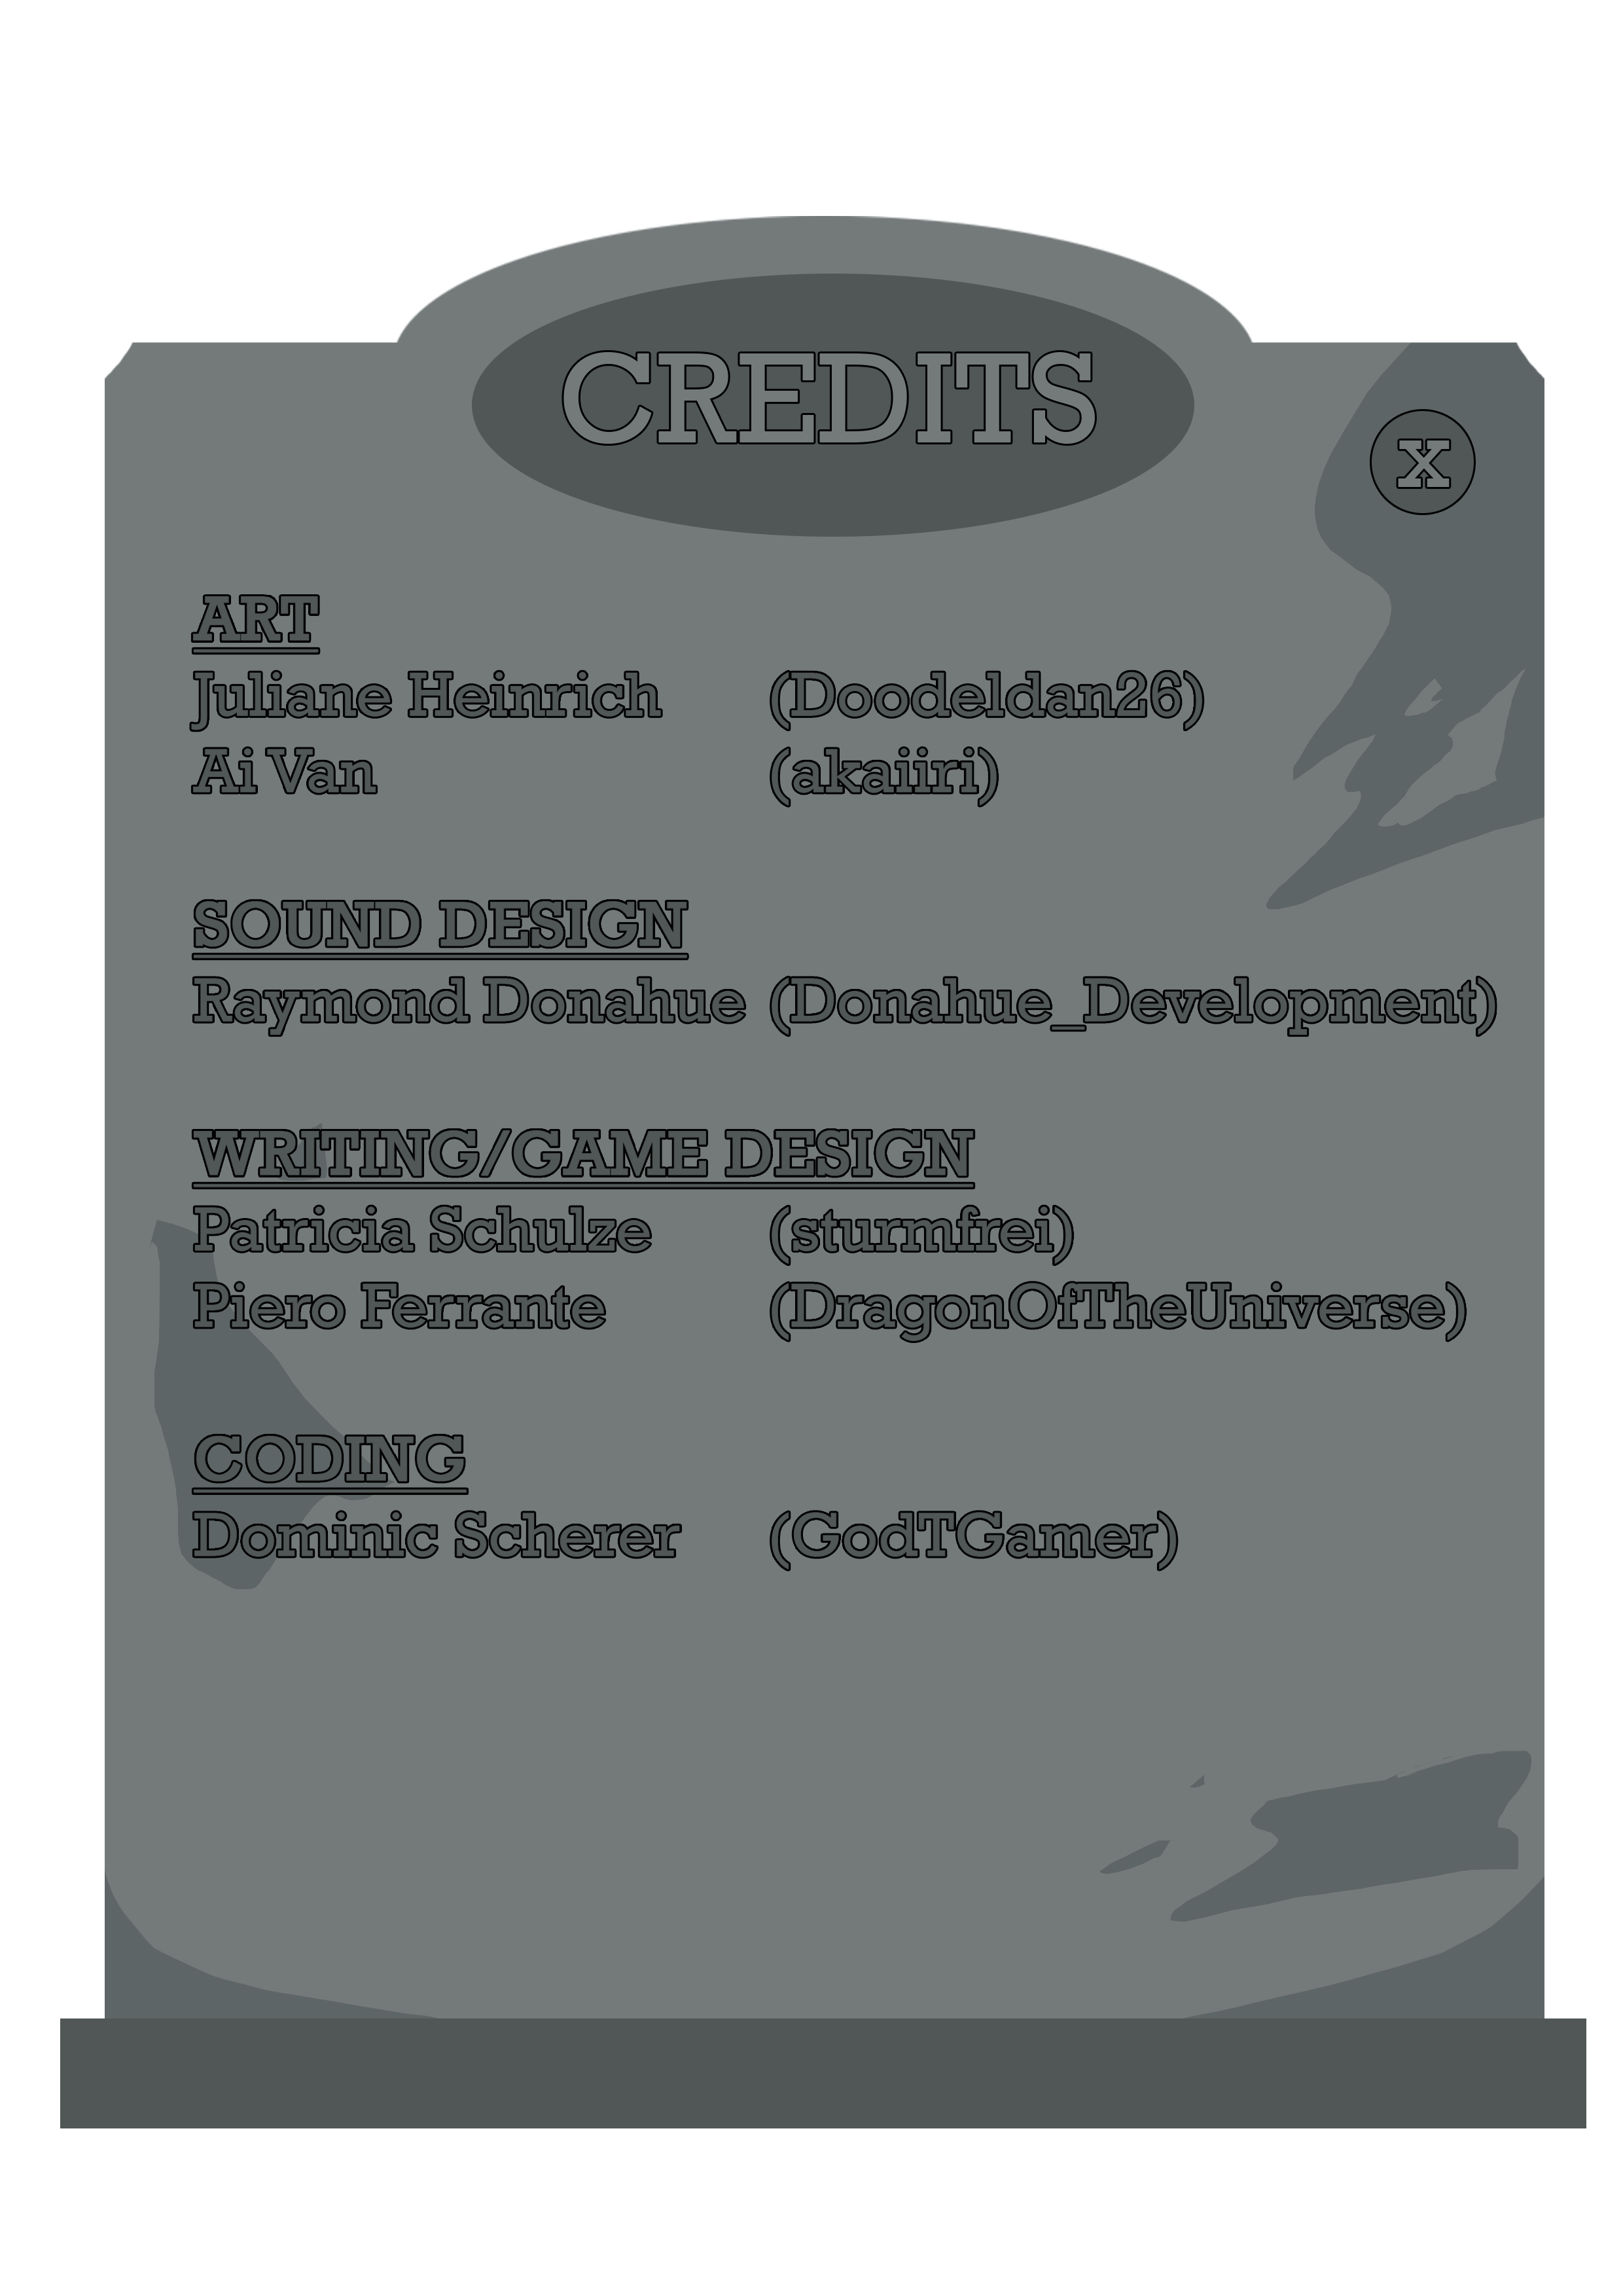 CREDITS
X
ART
Juliane Heinrich (Doodeldan26)
Ai Van (akaiiri)
SOUND DESIGN
Raymond Donahue (Donahue_Development)
WRITING/GAME DESIGN
Patricia Schulze (sturmfrei)
Piero Ferrante (DragonOfTheUniverse)
CODING
Dominic Scherer (GodTGamer)